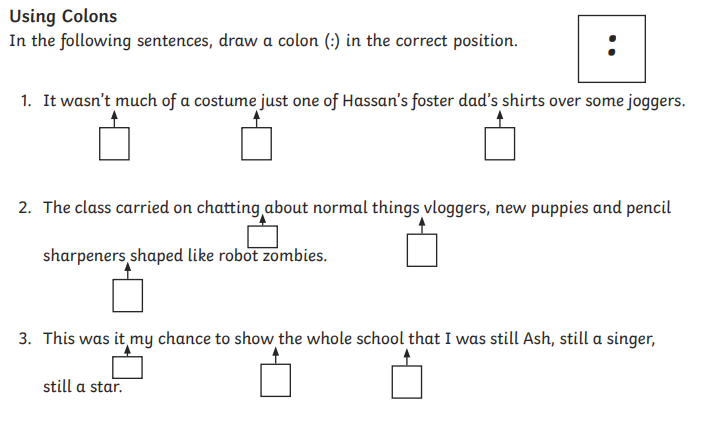 Using Colons
In the following sentences, draw a colon (:) in the correct position.
:
1. It wasn't much of a costume just one of Hassan's foster dad's shirts over some joggers.
2. The class carried on chatting about normal things vloggers, new puppies and pencil
sharpeners shaped like robot zombies.
3. This was it my chance to show the whole school that I was still Ash, still a singer,
still a star.